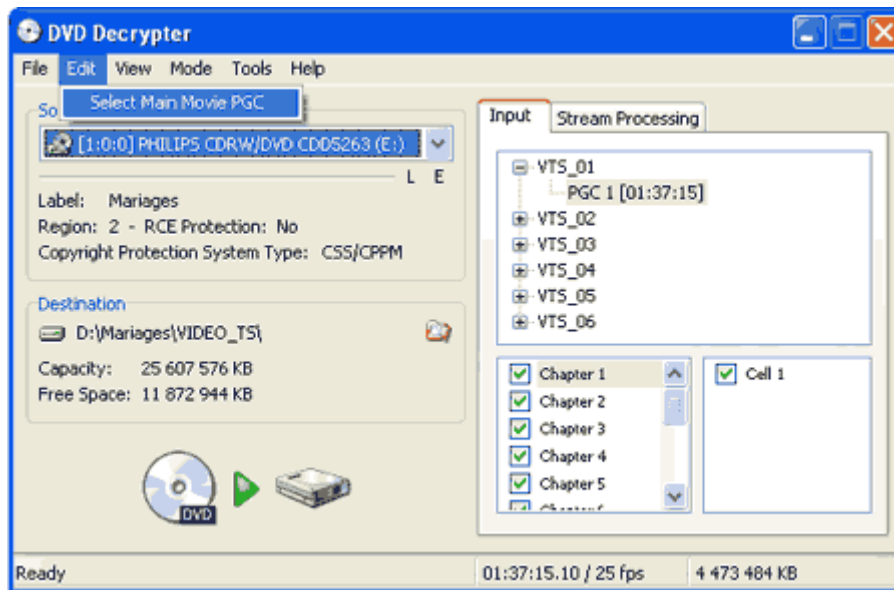 DVD Decrypter
File Edit View Mode Tools Help
Select Main Movie PGC
So
[1:0:0] PHILIPS CDRW/DVD CDD5263 (E:)
L E
Label: Mariages
Region: 2 - RCE Protection: No
Copyright Protection System Type: CSS/CPPM
Destination
D:\Mariages\VIDEO_TS\
Capacity: 25 607 576 KB
Free Space: 11 872 944 KB
DVD
Input Stream Processing
VTS_01
PGC 1 [01:37:15]
VTS_02
VTS_03
VTS_04
VTS_05
VTS_06
Chapter 1
Chapter 2
Chapter 3
Chapter 4
Chapter 5
Cell 1
Ready
01:37:15.10 / 25 fps
4 473 484 KB